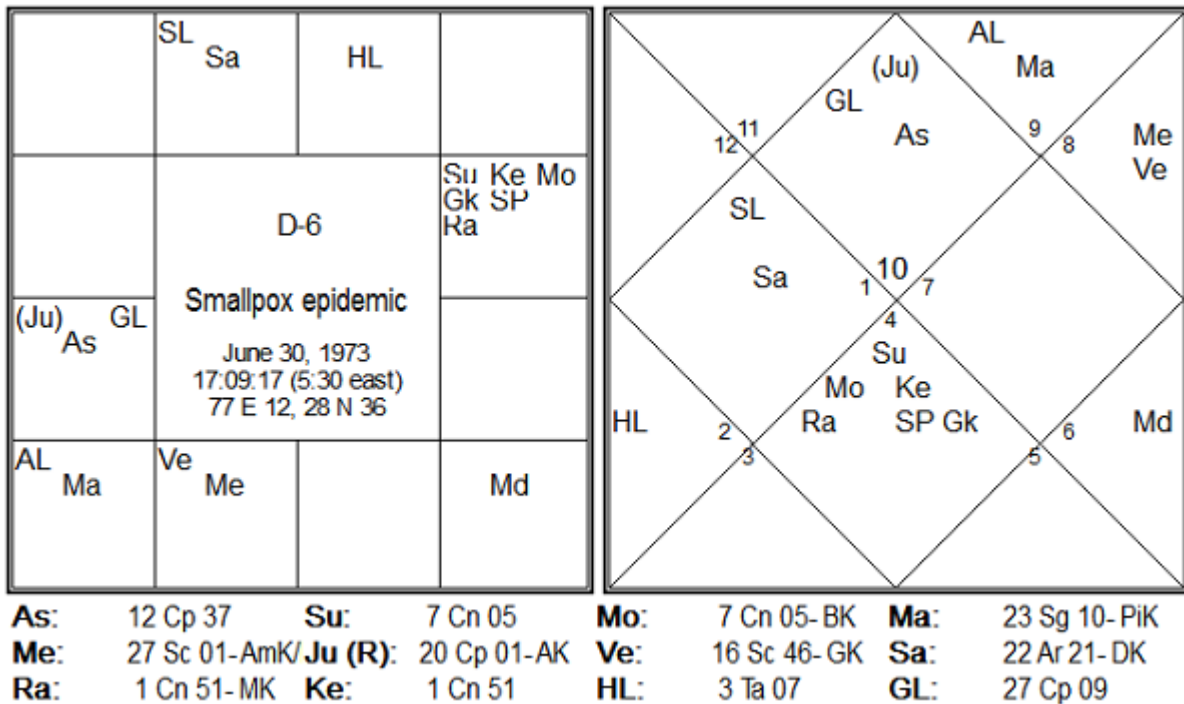 SL
Sa
HL
Su Ke Mo
Gk SP
Ra
D-6
Smallpox epidemic
June 30, 1973
17:09:17 (5:30 east)
77 E 12, 28 N 36
(Ju) GL
As
AL
Ma
Ve
Me
Md
AL
(Ju)
Ma
GL
As
11
12
9
8
Me
Ve
SL
Sa
10
1
7
4
Su
Mo Ke
Ra SP Gk
HL
2
3
6
5
Md
As: 12 Cp 37 Su: 7 Cn 05 Mo: 7 Cn 05- BK Ma: 23 Sg 10- PiK
Me: 27 Sc 01- AmK/ Ju (R): 20 Cp 01- AK Ve: 16 Sc 46- GK Sa: 22 Ar 21- DK
Ra: 1 Cn 51- MK Ke: 1 Cn 51 HL: 3 Ta 07 GL: 27 Cp 09